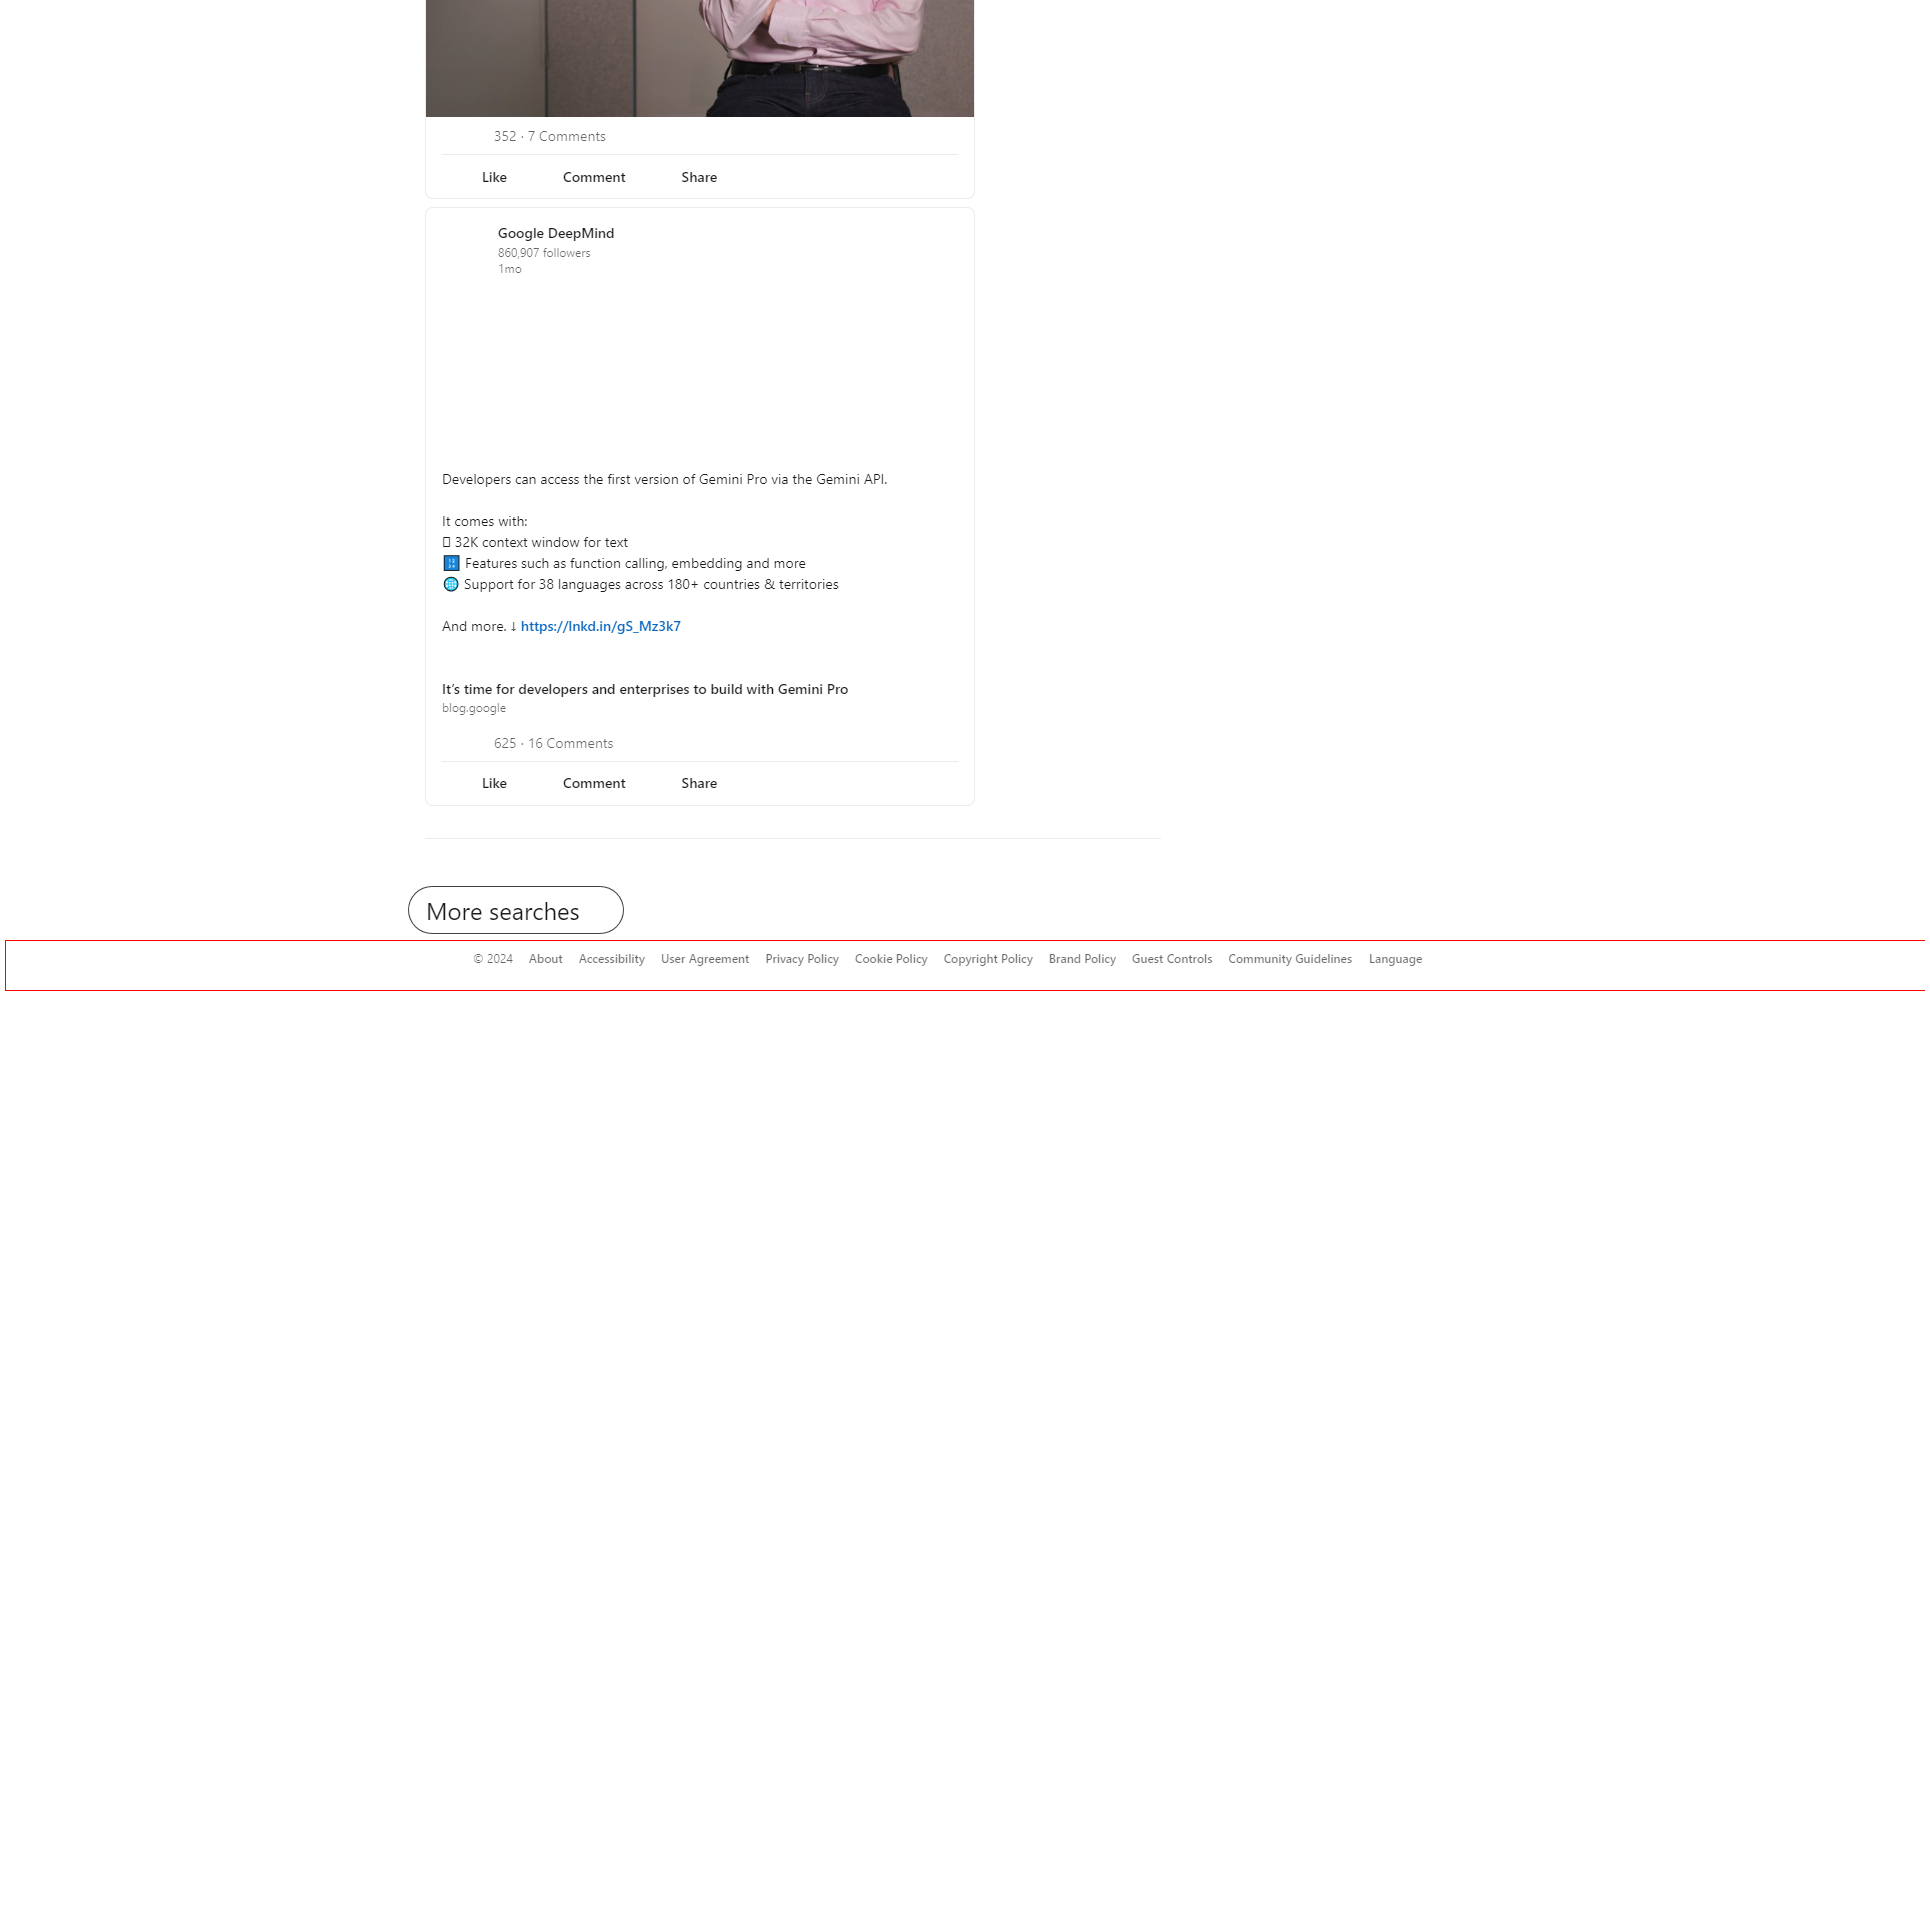 352 · 7 Comments
Like Comment Share
Google DeepMind
860,907 followers
1mo
Developers can access the first version of Gemini Pro via the Gemini API.
It comes with:
32K context window for text
🔢 Features such as function calling, embedding and more
🌐 Support for 38 languages across 180+ countries & territories
And more. ↓ https://lnkd.in/gS_Mz3k7
It’s time for developers and enterprises to build with Gemini Pro
blog.google
625 · 16 Comments
Like Comment Share
More searches
© 2024 About Accessibility User Agreement Privacy Policy Cookie Policy Copyright Policy Brand Policy Guest Controls Community Guidelines Language